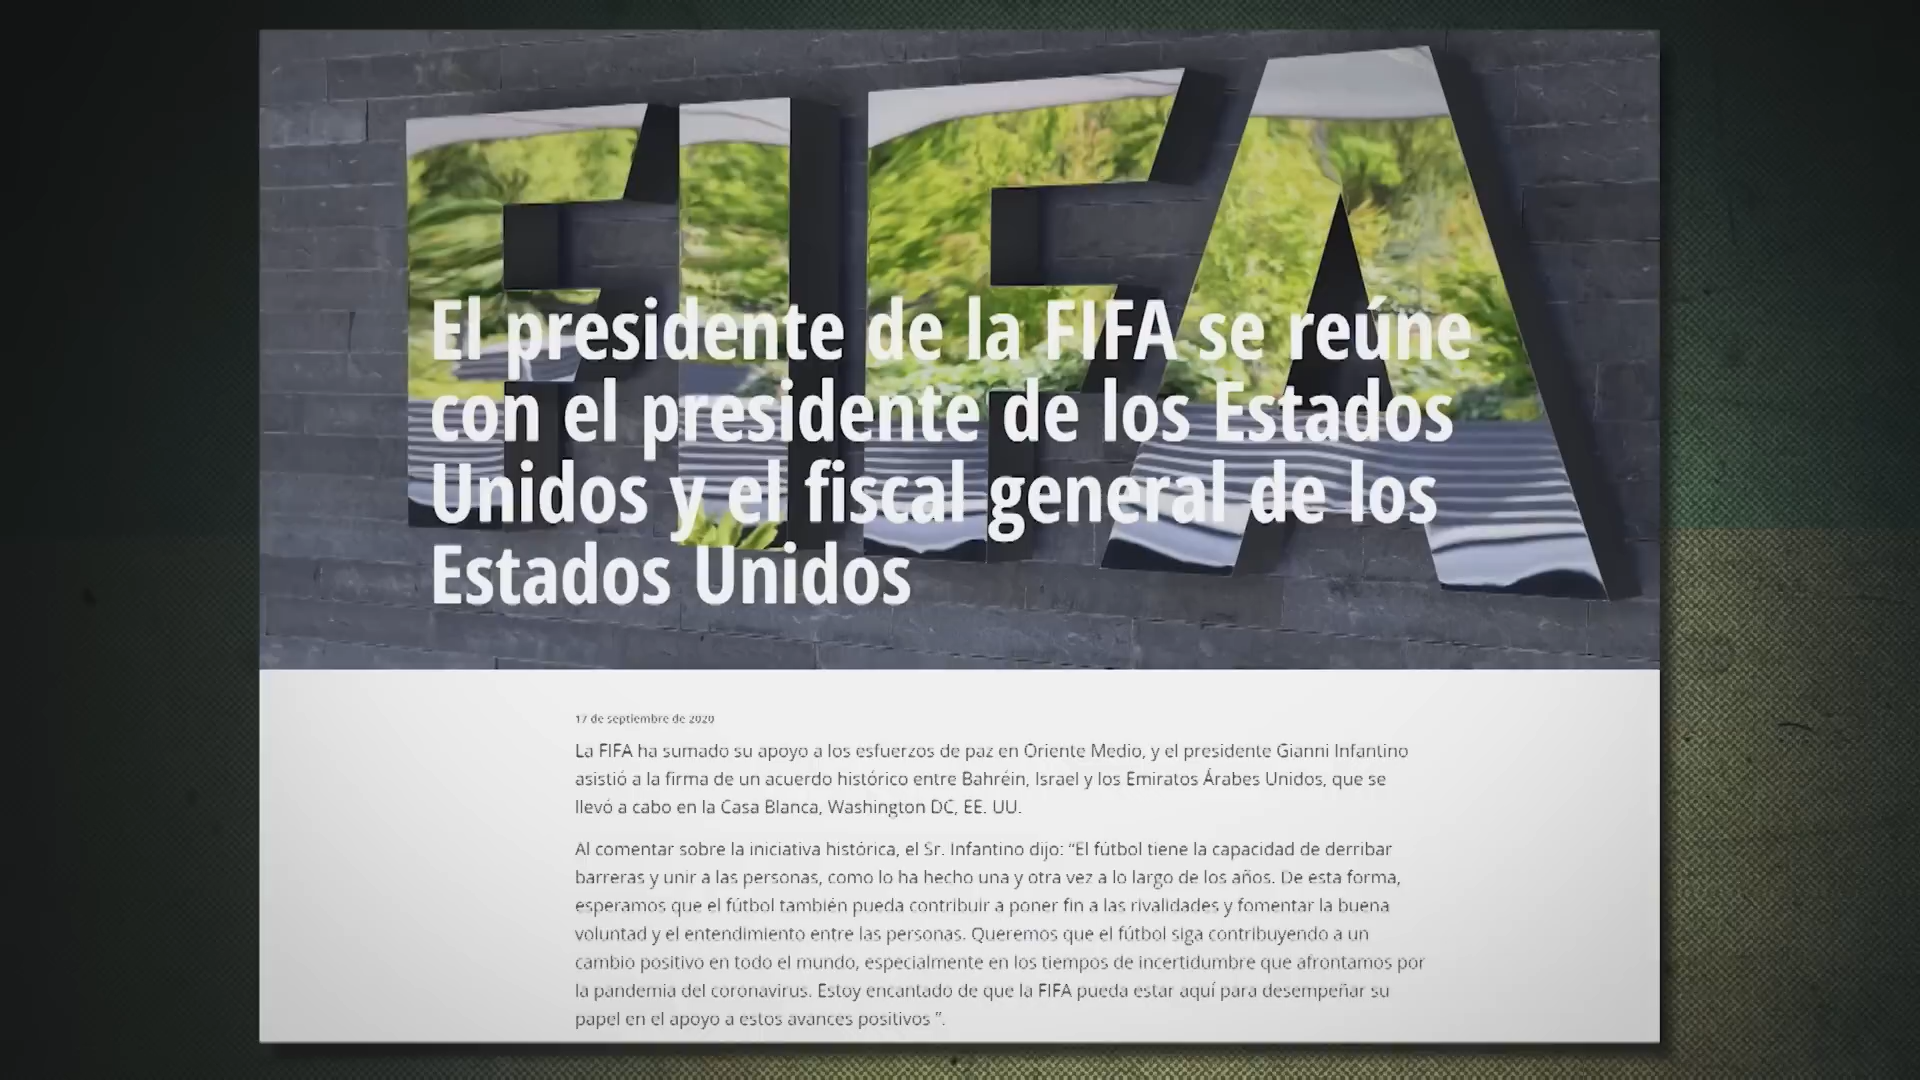 FIFA
El presidente de la FIFA se reúne
con el presidente de los Estados
Unidos y el fiscal general de los
Estados Unidos
17 de septiembre de 2020
La FIFA ha sumado su apoyo a los esfuerzos de paz en Oriente Medio, y el presidente Gianni Infantino
asistió a la firma de un acuerdo histórico entre Bahréin, Israel y los Emiratos Árabes Unidos, que se
llevó a cabo en la Casa Blanca, Washington DC, EE. UU.
Al comentar sobre la iniciativa histórica, el Sr. Infantino dijo: “El fútbol tiene la capacidad de derribar
barreras y unir a las personas, como lo ha hecho una y otra vez a lo largo de los años. De esta forma,
esperamos que el fútbol también pueda contribuir a poner fin a las rivalidades y fomentar la buena
voluntad y el entendimiento entre las personas. Queremos que el fútbol siga contribuyendo a un
cambio positivo en todo el mundo, especialmente en los tiempos de incertidumbre que afrontamos por
la pandemia del coronavirus. Estoy encantado de que la FIFA pueda estar aquí para desempeñar su
papel en el apoyo a estos avances positivos ”.